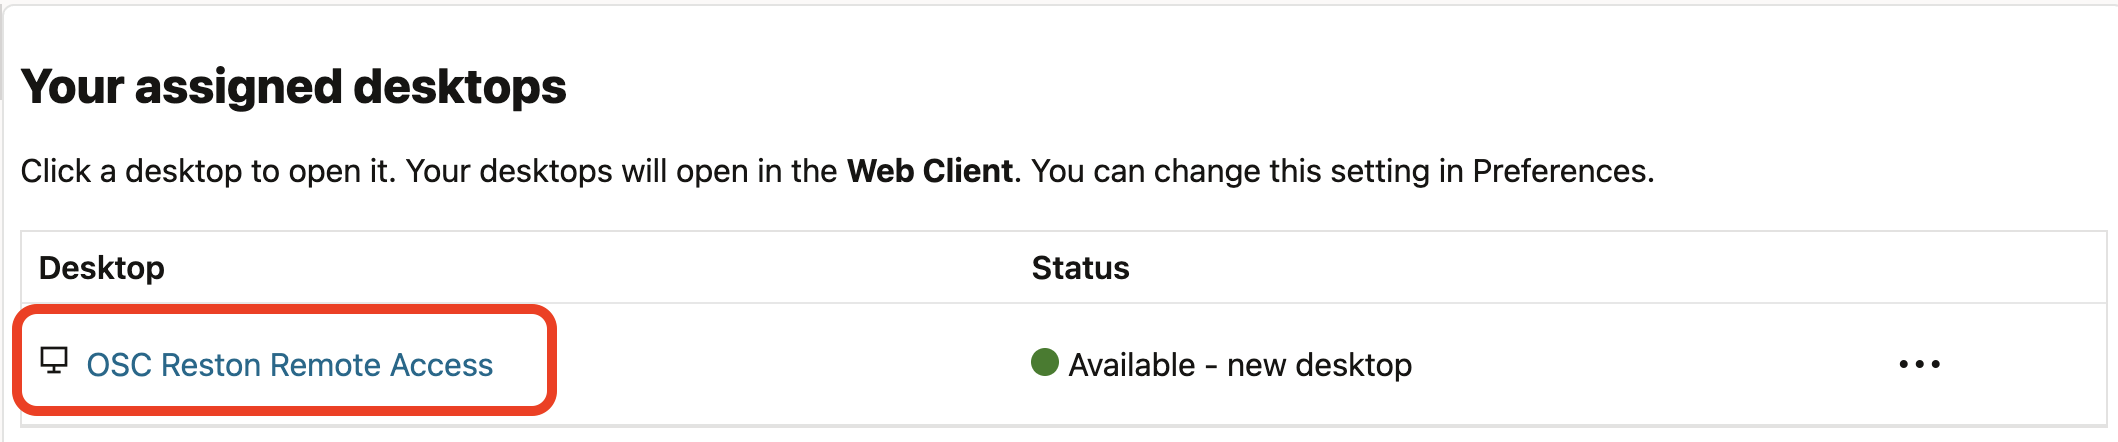 Your assigned desktops
Click a desktop to open it. Your desktops will open in the Web Client. You can change this setting in Preferences.
Desktop Status
OSC Reston Remote Access Available - new desktop